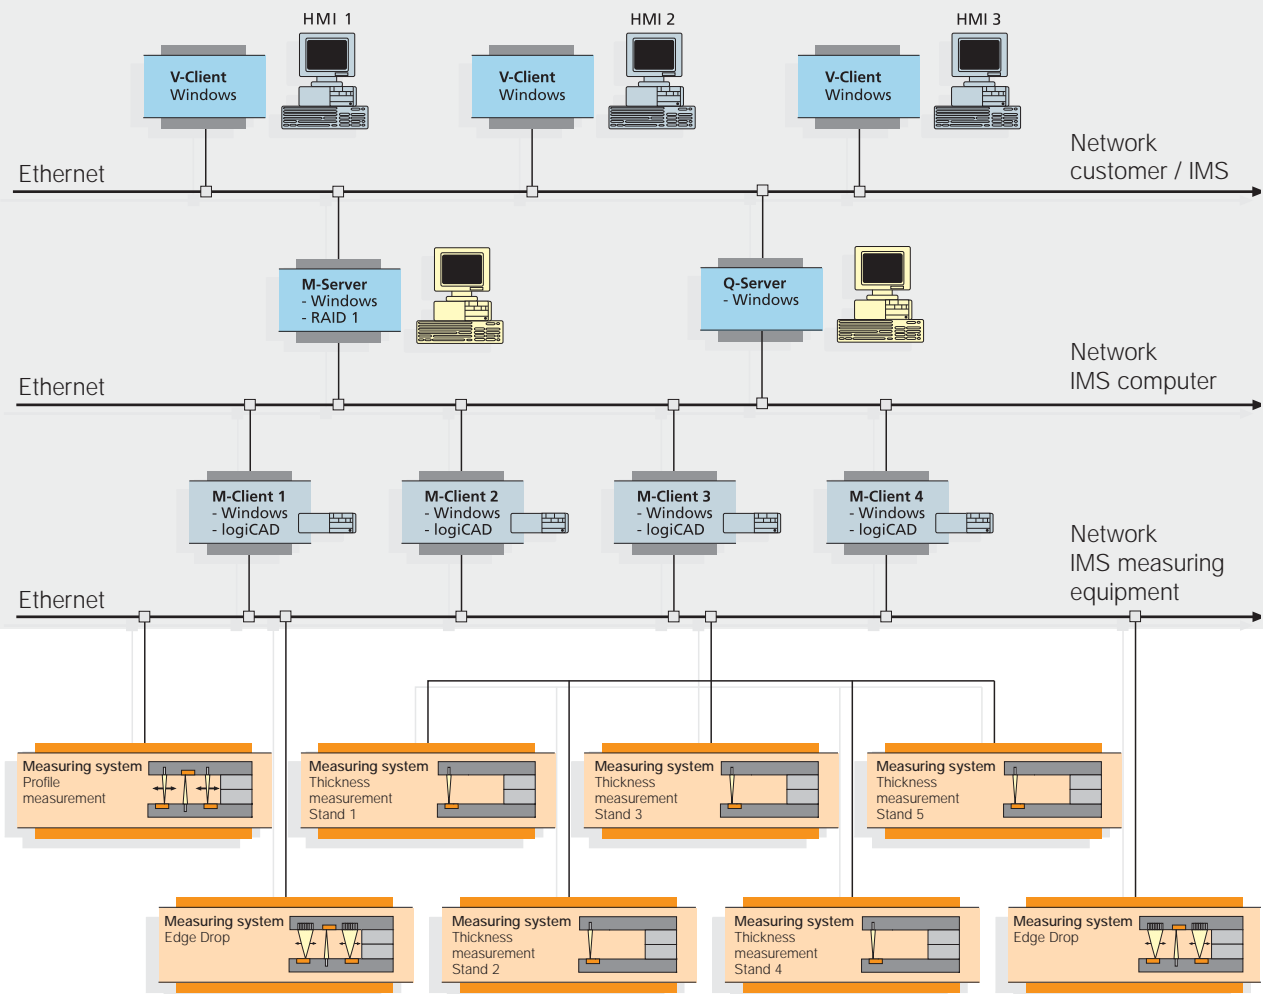 HMI 1
HMI 2
HMI 3
V-Client
Windows
V-Client
Windows
V-Client
Windows
Ethernet
Network
customer / IMS
M-Server
- Windows
- RAID 1
Q-Server
- Windows
Ethernet
Network
IMS computer
M-Client 1
- Windows
- logiCAD
M-Client 2
- Windows
- logiCAD
M-Client 3
- Windows
- logiCAD
M-Client 4
- Windows
- logiCAD
Ethernet
Network
IMS measuring
equipment
Measuring system
Profile
measurement
Measuring system
Thickness
measurement
Stand 1
Measuring system
Thickness
measurement
Stand 3
Measuring system
Thickness
measurement
Stand 5
Measuring system
Edge Drop
Measuring system
Thickness
measurement
Stand 2
Measuring system
Thickness
measurement
Stand 4
Measuring system
Edge Drop